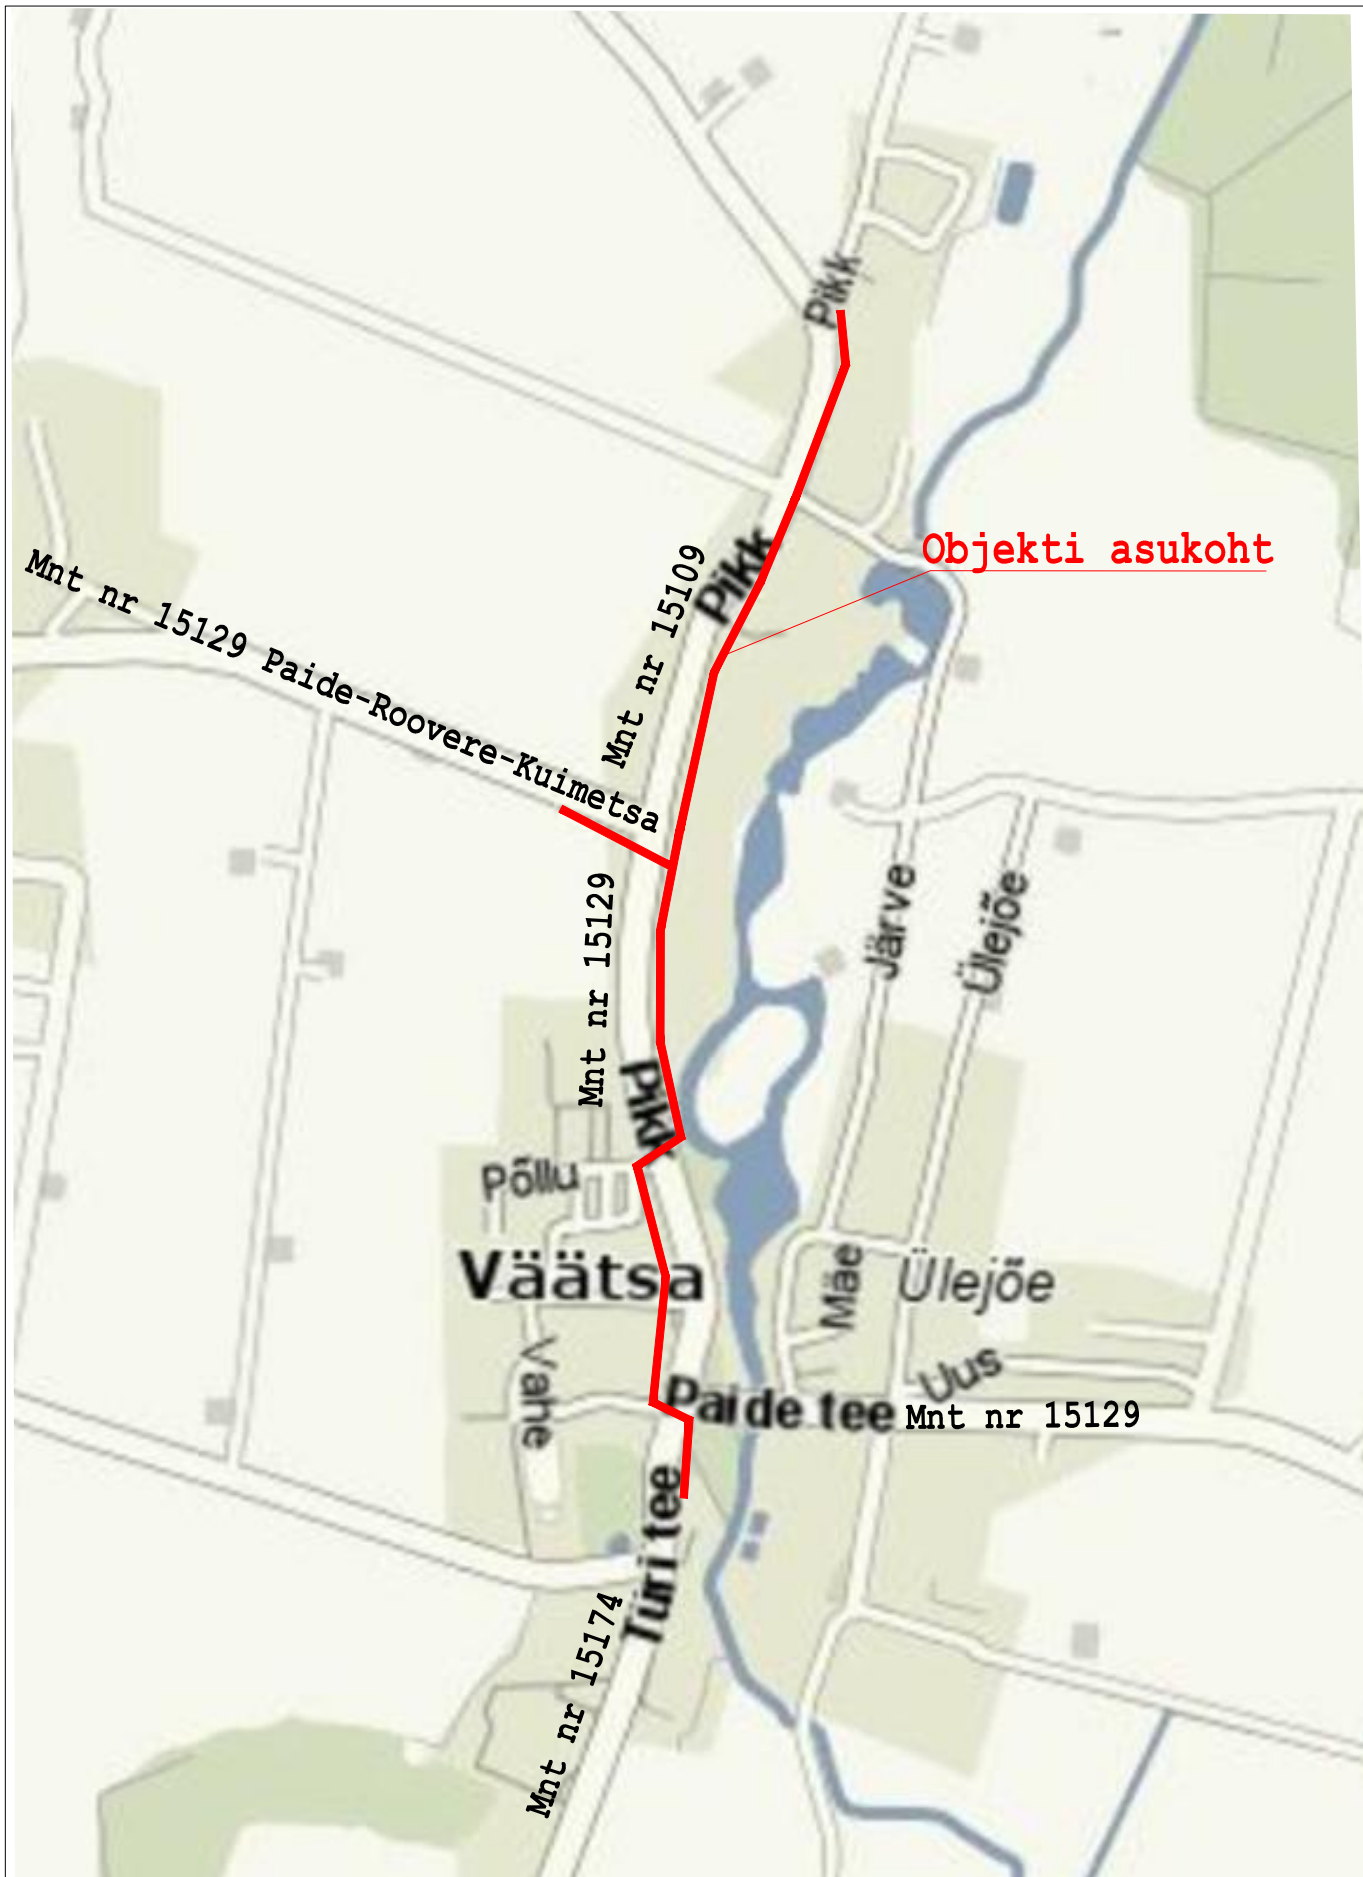 Pikk
Objekti asukoht
Pikk
Mnt nr 15109
Mnt nr 15129 Paide-Roovere-Kuimetsa
Mnt nr 15129
Järve
Ülejõe
Pikk
Põllu
Väätsa
Mäe
Ülejõe
Vahe
Uus
Paide tee
Mnt nr 15129
Türi tee
Mnt nr 15174